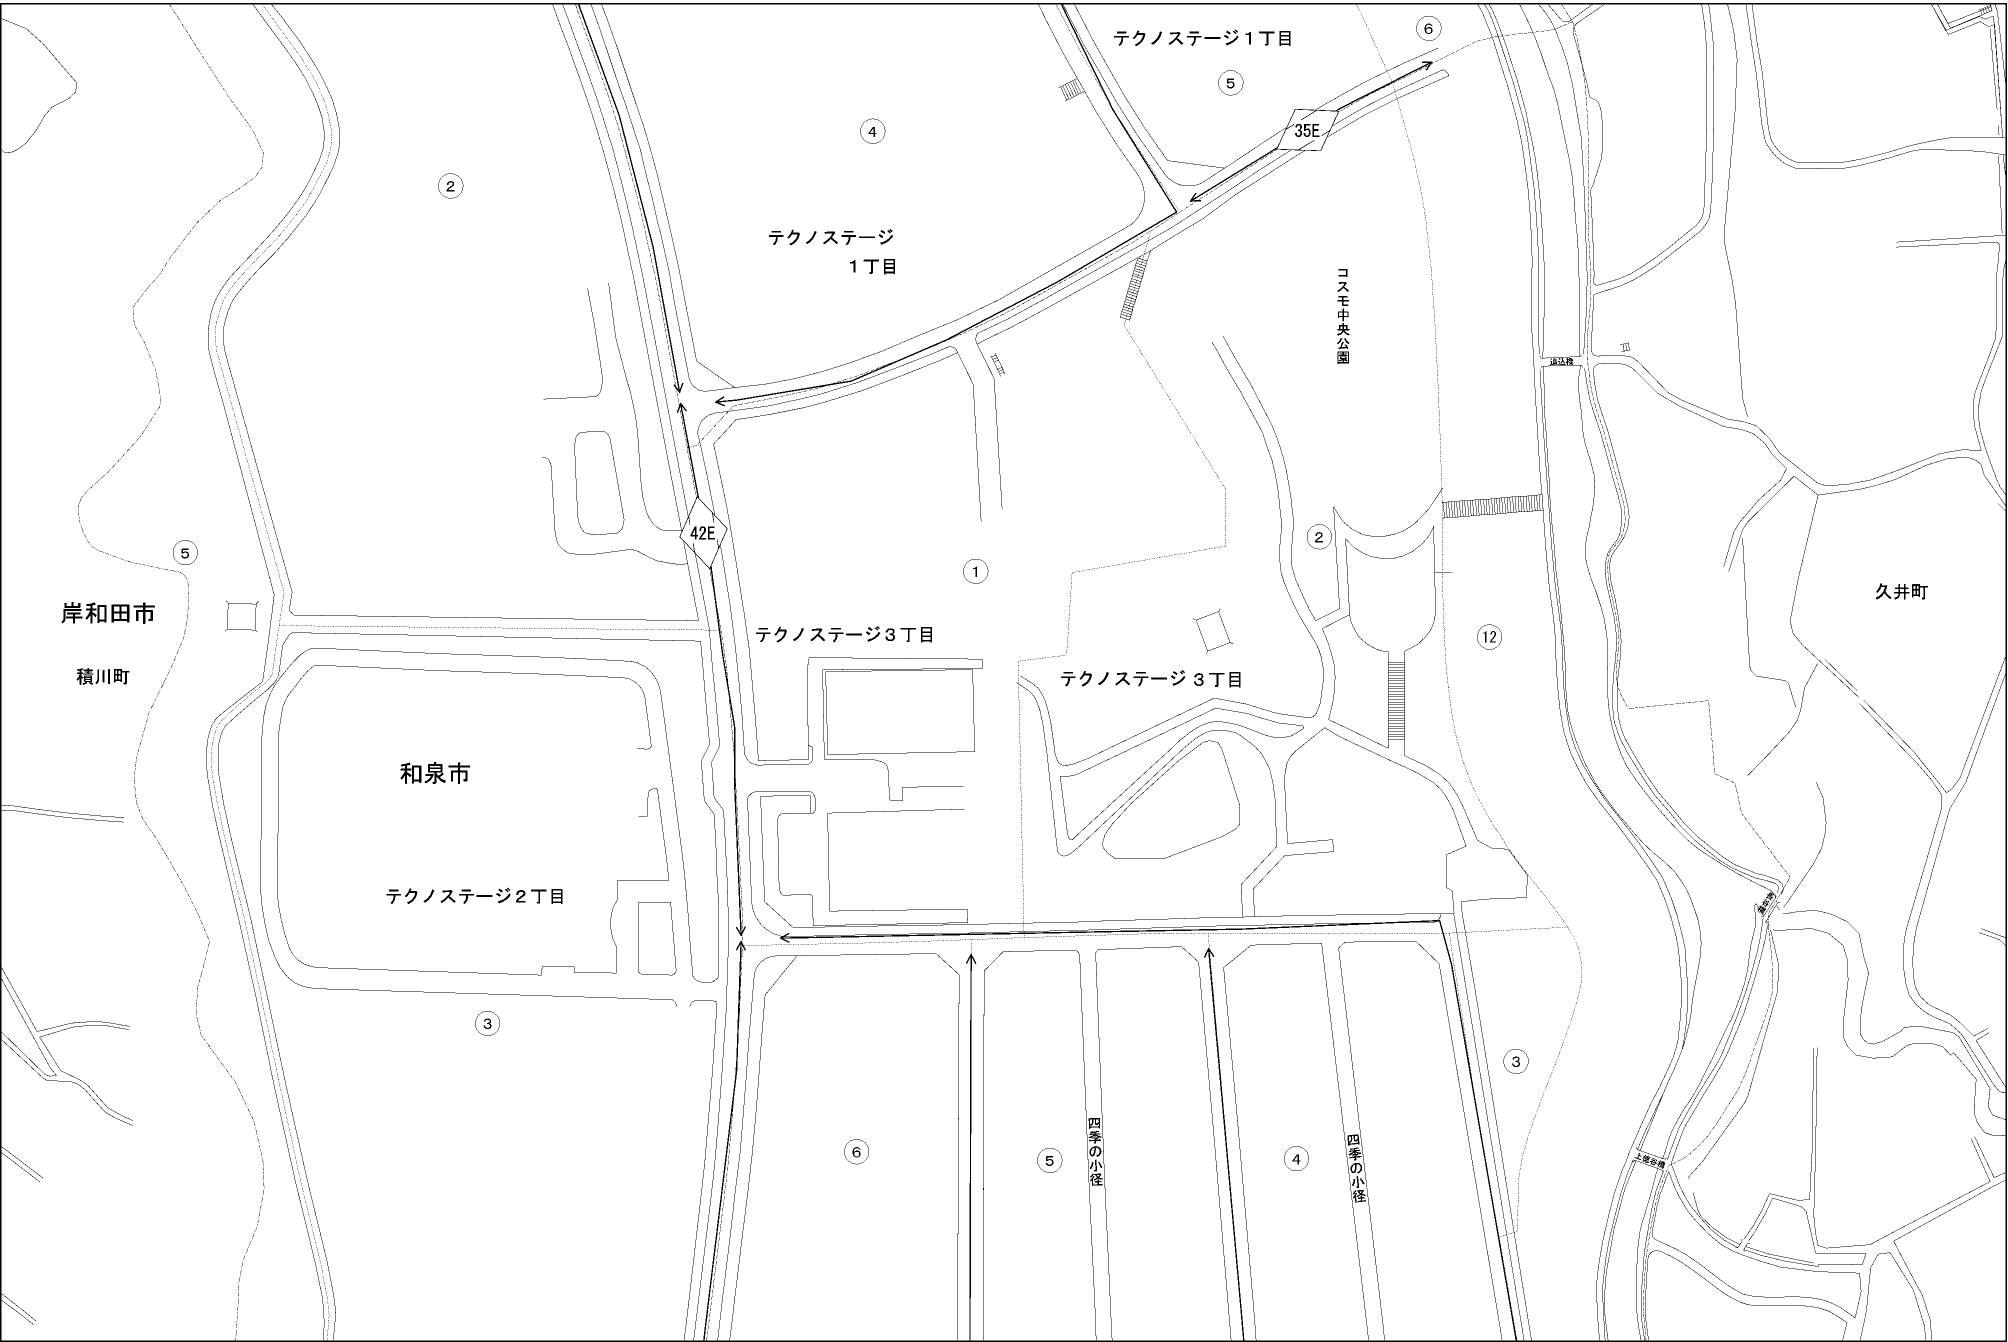 テクノステージ１丁目
⑥
⑤
35E
④
②
テクノステージ
１丁目
コスモ中央公園
42E
②
⑤
①
岸和田市
久井町
テクノステージ３丁目
⑫
積川町
テクノステージ３丁目
和泉市
テクノステージ２丁目
③
③
四季の小径
四季の小径
⑥
⑤
④